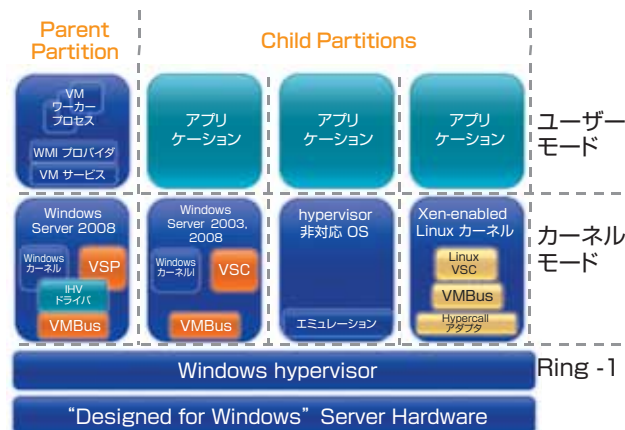 Parent
Partition
Child Partitions
VM
ワーカー
プロセス
WMI プロバイダ
VM サービス
アプリ
ケーション
アプリ
ケーション
アプリ
ケーション
ユーザー
モード
Windows
Server 2008
Windows
カーネル
VSP
IHV
ドライバ
VMBus
Windows
Server 2003,
2008
Windows
カーネルl
VSC
VMBus
hypervisor
非対応 OS
エミュレーション
Xen-enabled
Linux カーネル
Linux
VSC
VMBus
Hypercall
アダプタ
カーネル
モード
Windows hypervisor
Ring -1
“Designed for Windows” Server Hardware